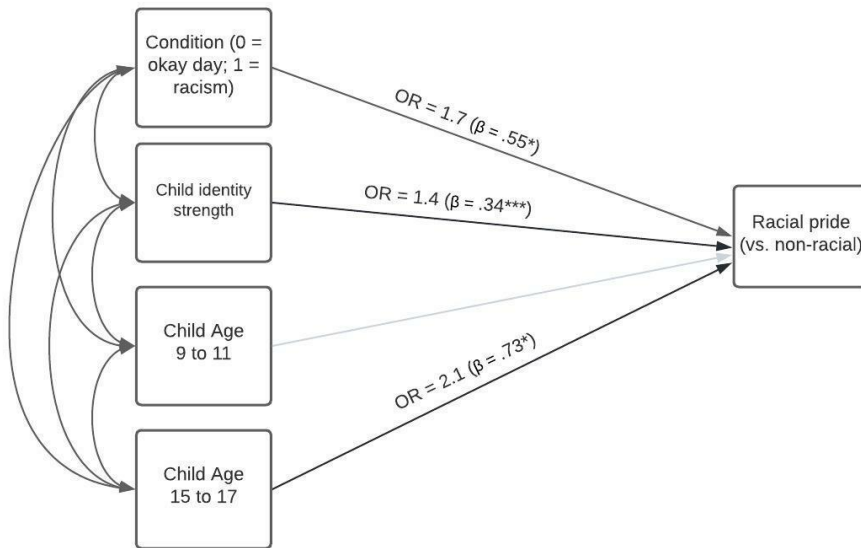 Condition (0 =
okay day; 1 =
racism)
OR = 1.7 (β = .55*)
Child identity
strength
OR = 1.4 (β = .34***)
Racial pride
(vs. non-racial)
Child Age
9 to 11
OR = 2.1 (β = .73*)
Child Age
15 to 17